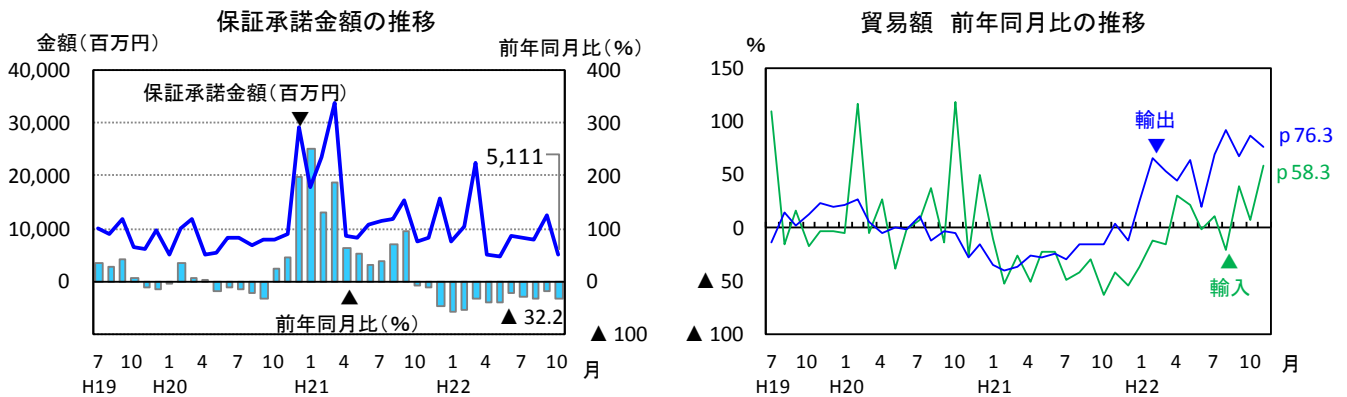 保証承諾金額の推移
金額(百万円)
前年同月比(%)
40,000
30,000
20,000
10,000
0
400
300
200
100
0
▲ 100
保証承諾金額(百万円)
▼
5,111
▲
前年同月比(%)
▲ 32.2
7 10 1 4 7 10 1 4 7 10 1 4 7 10 月
H19 H20 H21 H22
貿易額 前年同月比の推移
%
150
100
50
0
▲ 50
▲ 100
輸出
▼
p 76.3
p 58.3
▲
輸入
7 10 1 4 7 10 1 4 7 10 1 4 7 10 月
H19 H20 H21 H22